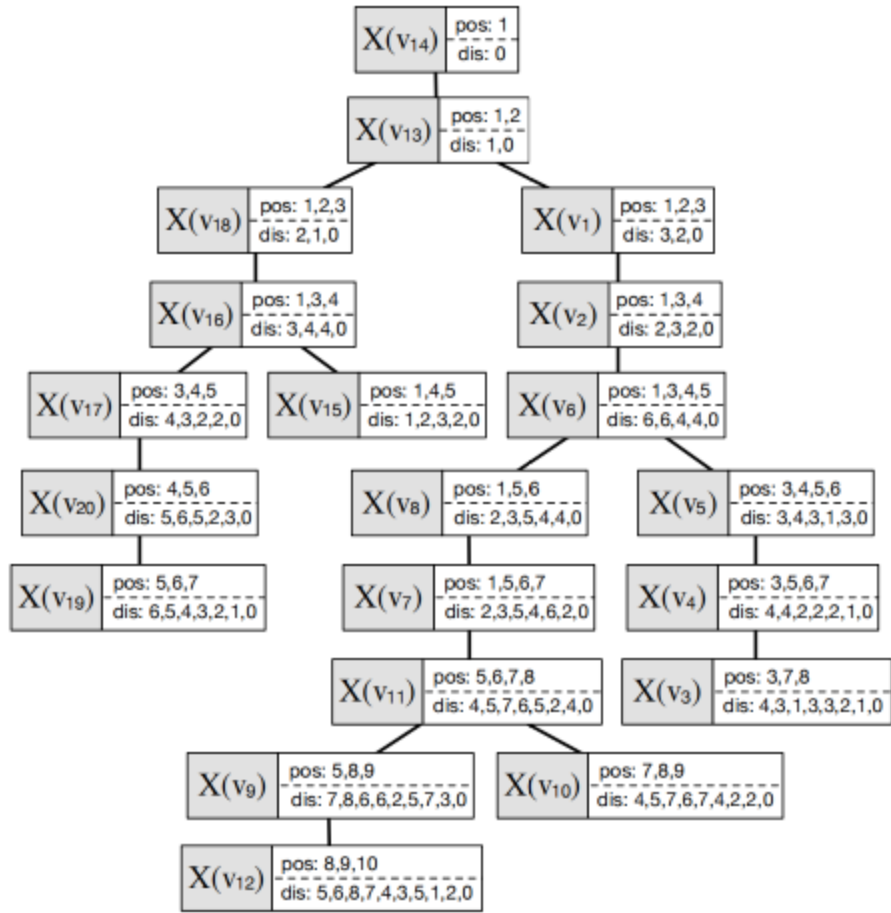 X(v₁₄) pos: 1
dis: 0
X(v₁₃) pos: 1,2
dis: 1,0
X(v₁₈) pos: 1,2,3
dis: 2,1,0
X(v₁) pos: 1,2,3
dis: 3,2,0
X(v₁₆) pos: 1,3,4
dis: 3,4,4,0
X(v₂) pos: 1,3,4
dis: 2,3,2,0
X(v₁₇) pos: 3,4,5
dis: 4,3,2,2,0
X(v₁₅) pos: 1,4,5
dis: 1,2,3,2,0
X(v₆) pos: 1,3,4,5
dis: 6,6,4,4,0
X(v₂₀) pos: 4,5,6
dis: 5,6,5,2,3,0
X(v₈) pos: 1,5,6
dis: 2,3,5,4,4,0
X(v₅) pos: 3,4,5,6
dis: 3,4,3,1,3,0
X(v₁₉) pos: 5,6,7
dis: 6,5,4,3,2,1,0
X(v₇) pos: 1,5,6,7
dis: 2,3,5,4,6,2,0
X(v₄) pos: 3,5,6,7
dis: 4,4,2,2,2,1,0
X(v₁₁) pos: 5,6,7,8
dis: 4,5,7,6,5,2,4,0
X(v₃) pos: 3,7,8
dis: 4,3,1,3,3,2,1,0
X(v₉) pos: 5,8,9
dis: 7,8,6,6,2,5,7,3,0
X(v₁₀) pos: 7,8,9
dis: 4,5,7,6,7,4,2,2,0
X(v₁₂) pos: 8,9,10
dis: 5,6,8,7,4,3,5,1,2,0